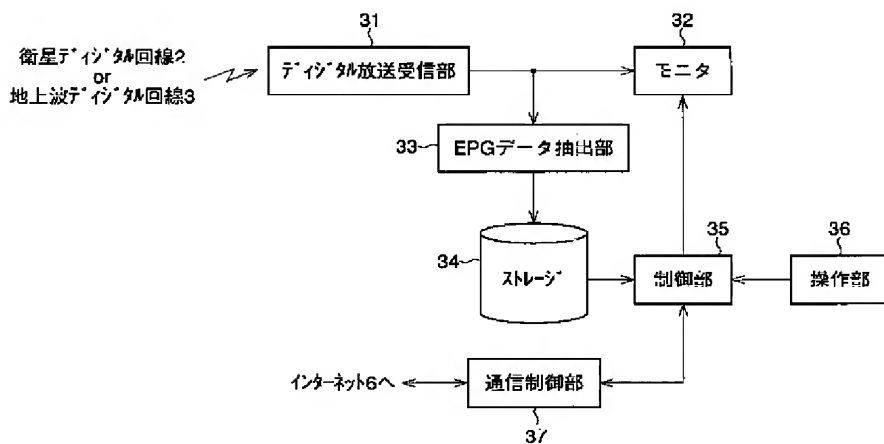 衛星ディジタル回線2
or
地上波ディジタル回線3
31
ディジタル放送受信部
32
モニタ
33
EPGデータ抽出部
34
ストレージ
35
制御部
36
操作部
インターネット6へ
通信制御部
37